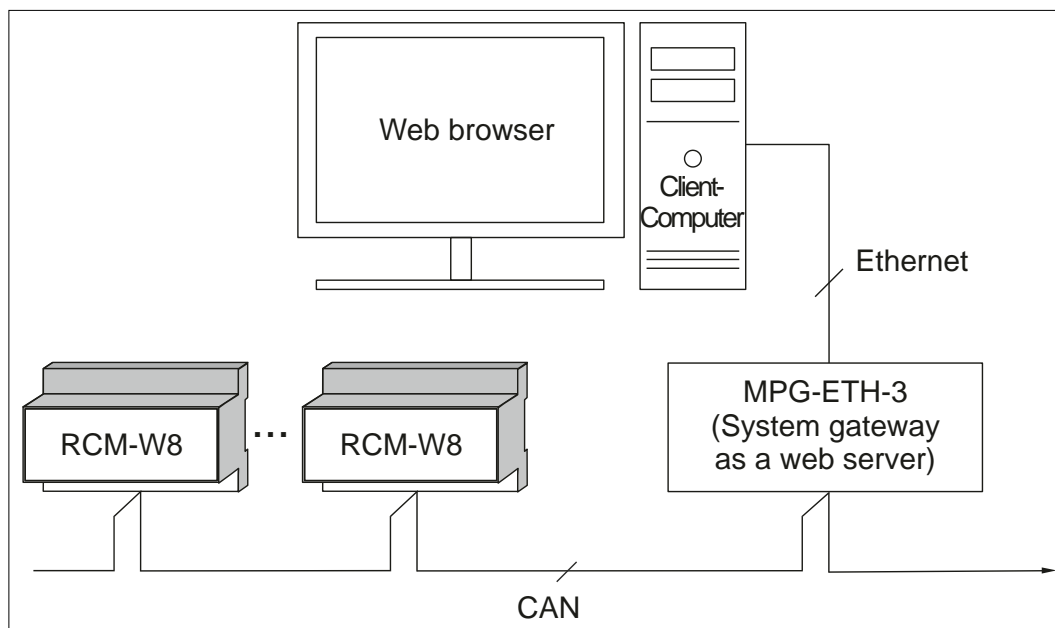 Web browser
Client-
Computer
Ethernet
MPG-ETH-3
(System gateway
as a web server)
RCM-W8
...
RCM-W8
CAN